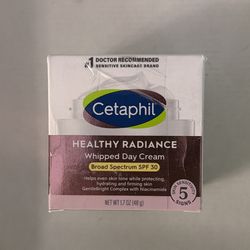 #1 DOCTOR RECOMMENDED
SENSITIVE SKINCARE BRAND
Cetaphil
HEALTHY RADIANCE
Whipped Day Cream
Broad Spectrum SPF 30
Helps even skin tone while protecting,
hydrating and firming skin
GentleBright Complex with Niacinamide
5
SIGNS
NET WT 1.7 OZ (48 g)